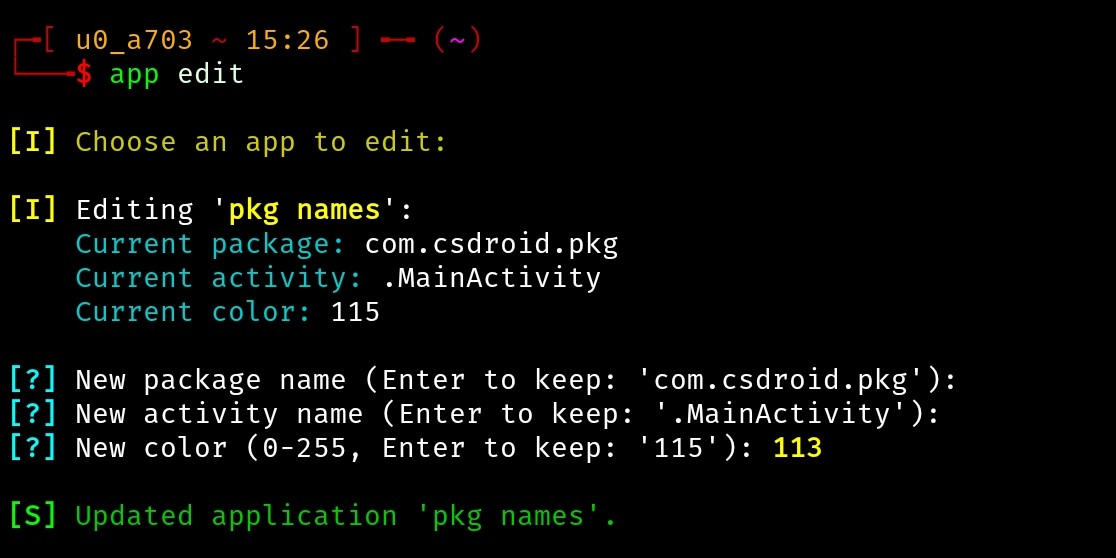 ┌─[ u0_a703 ~ 15:26 ] ── (~)
└───$ app edit
[I] Choose an app to edit:
[I] Editing 'pkg names':
Current package: com.csdroid.pkg
Current activity: .MainActivity
Current color: 115
[?] New package name (Enter to keep: 'com.csdroid.pkg'):
[?] New activity name (Enter to keep: '.MainActivity'):
[?] New color (0-255, Enter to keep: '115'): 113
[S] Updated application 'pkg names'.